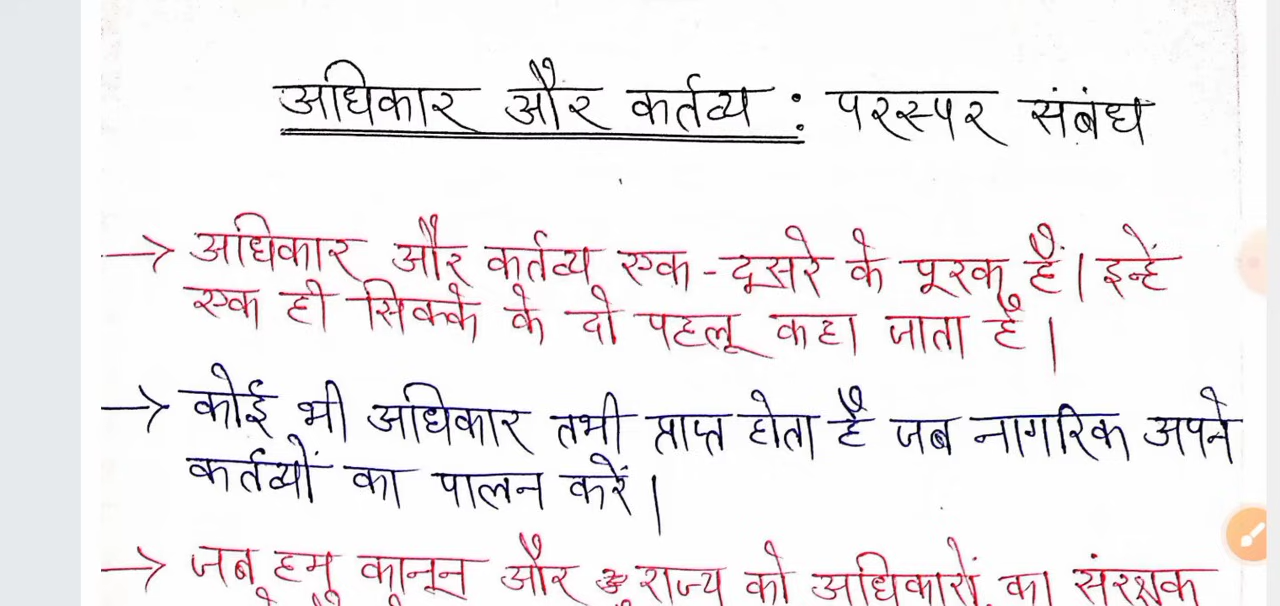 अधिकार और कर्तव्य : परस्पर संबंध
→ अधिकार और कर्तव्य एक-दूसरे के पूरक हैं। इन्हें
एक ही सिक्के के दो पहलू कहा जाता है।
→ कोई भी अधिकार तभी प्राप्त होता है जब नागरिक अपने
कर्तव्यों का पालन करें।
→ जब हम कानून और राज्य को अधिकारों का संरक्षक